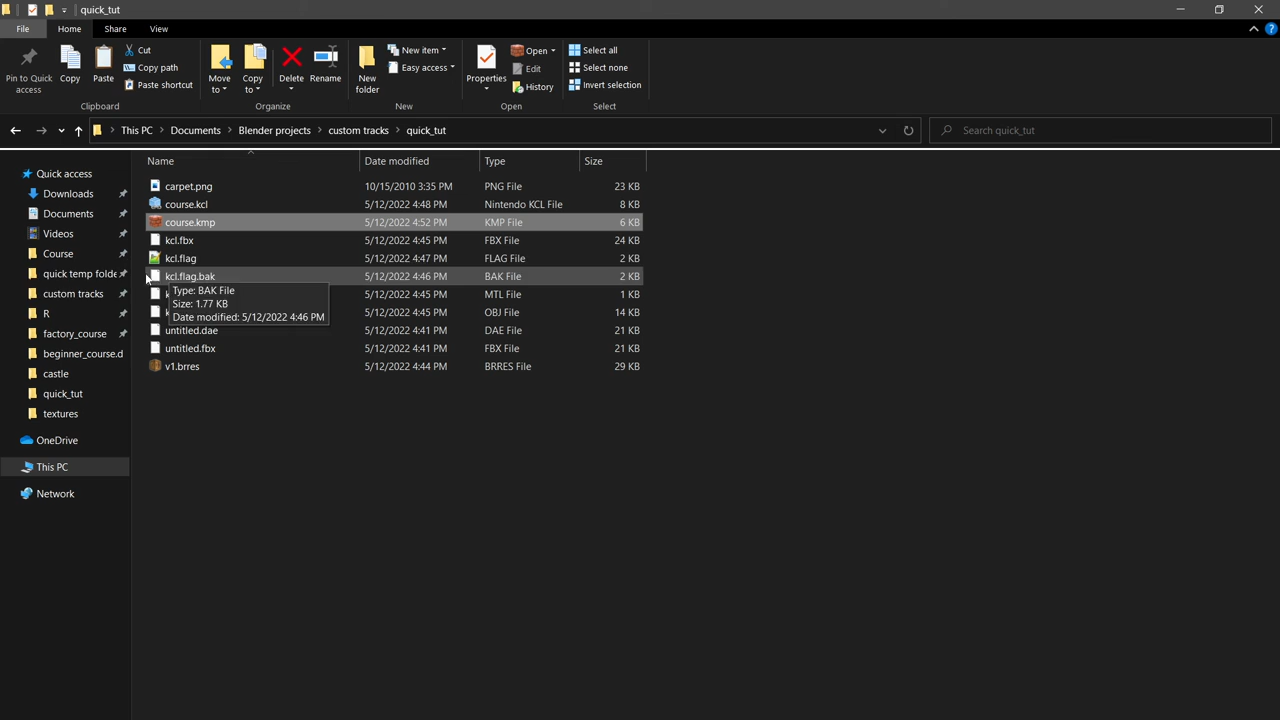 quick_tut
File Home Share View
Pin to Quick access
Copy
Paste
Cut
Copy path
Paste shortcut
Clipboard
Move to
Copy to
Delete
Rename
Organize
New folder
New item
Easy access
New
Properties
Open
Edit
History
Open
Select all
Select none
Invert selection
Select
This PC Documents Blender projects custom tracks quick_tut
Search quick_tut
Quick access
Downloads
Documents
Videos
Course
quick temp folde
custom tracks
R
factory_course
beginner_course.d
castle
quick_tut
textures
OneDrive
This PC
Network
Name Date modified Type Size
carpet.png 10/15/2010 3:35 PM PNG File 23 KB
course.kcl 5/12/2022 4:48 PM Nintendo KCL File 8 KB
course.kmp 5/12/2022 4:52 PM KMP File 6 KB
kcl.fbx 5/12/2022 4:45 PM FBX File 24 KB
kcl.flag 5/12/2022 4:47 PM FLAG File 2 KB
kcl.flag.bak 5/12/2022 4:46 PM BAK File 2 KB
5/12/2022 4:45 PM MTL File 1 KB
5/12/2022 4:45 PM OBJ File 14 KB
untitled.dae 5/12/2022 4:41 PM DAE File 21 KB
untitled.fbx 5/12/2022 4:41 PM FBX File 21 KB
v1.brres 5/12/2022 4:44 PM BRRES File 29 KB
Type: BAK File
Size: 1.77 KB
Date modified: 5/12/2022 4:46 PM